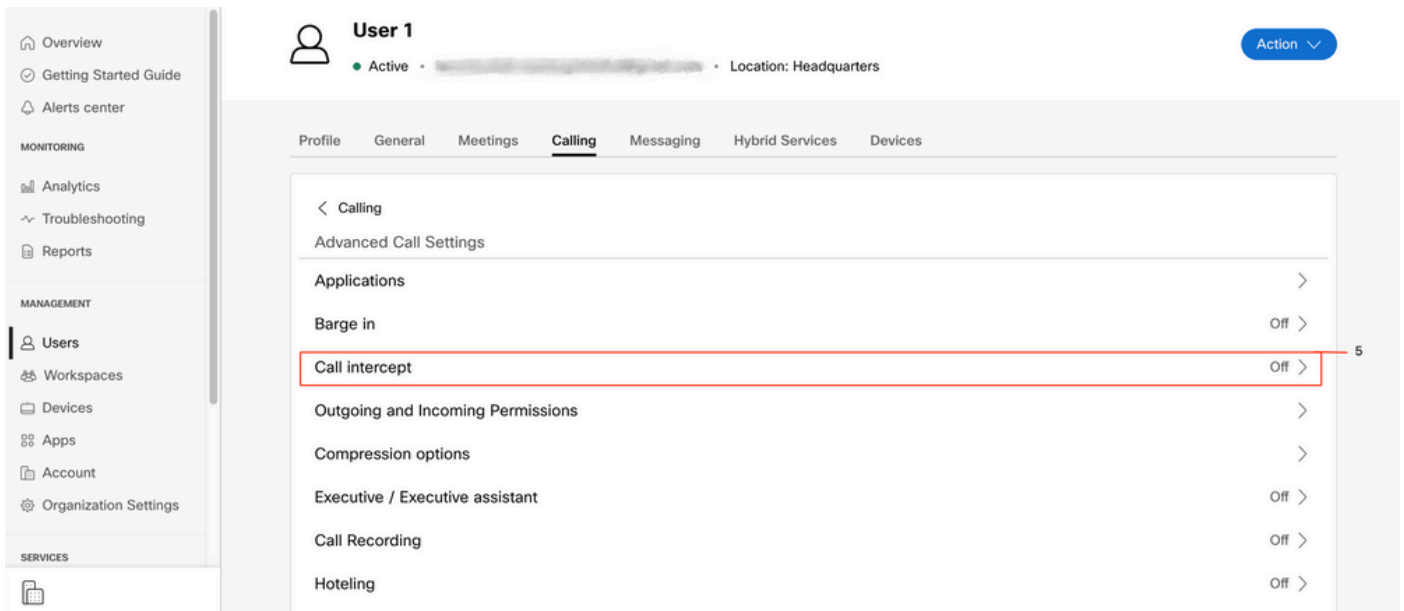 Overview
Getting Started Guide
Alerts center
MONITORING
Analytics
Troubleshooting
Reports
MANAGEMENT
Users
Workspaces
Devices
Apps
Account
Organization Settings
SERVICES
User 1
Active • • Location: Headquarters
Action
Profile General Meetings Calling Messaging Hybrid Services Devices
Calling
Advanced Call Settings
Applications
Barge in Off
Call intercept Off
5
Outgoing and Incoming Permissions
Compression options
Executive / Executive assistant Off
Call Recording Off
Hoteling Off